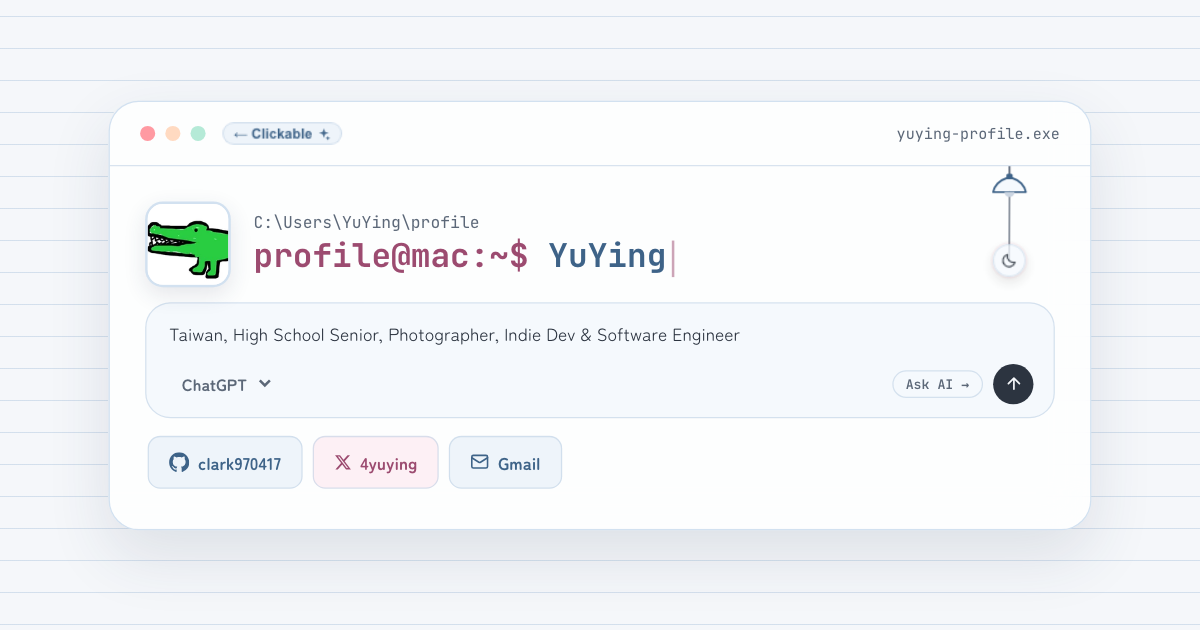 ← Clickable
yuying-profile.exe
C:\Users\YuYing\profile
profile@mac:~$ YuYing
Taiwan, High School Senior, Photographer, Indie Dev & Software Engineer
ChatGPT
Ask AI →
clark970417
4yuying
Gmail